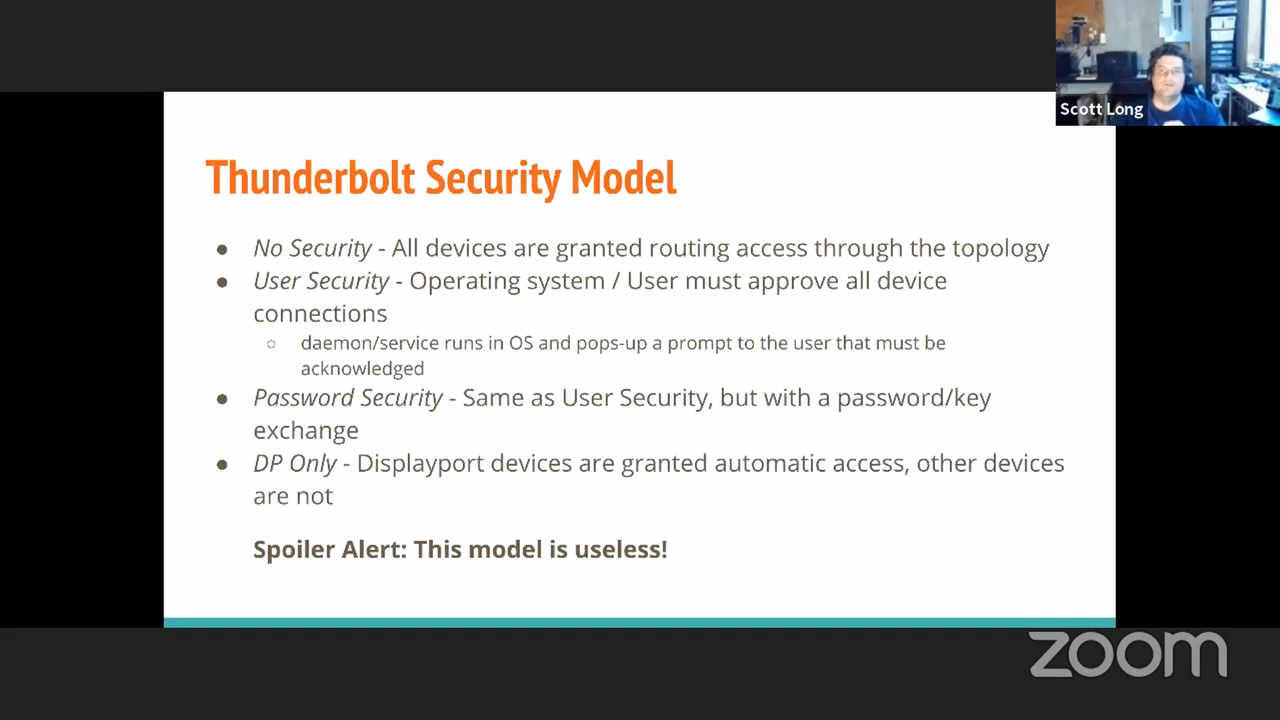 Scott Long
Thunderbolt Security Model
● No Security - All devices are granted routing access through the topology
● User Security - Operating system / User must approve all device
connections
○ daemon/service runs in OS and pops-up a prompt to the user that must be
acknowledged
● Password Security - Same as User Security, but with a password/key
exchange
● DP Only - Displayport devices are granted automatic access, other devices
are not
Spoiler Alert: This model is useless!
zoom